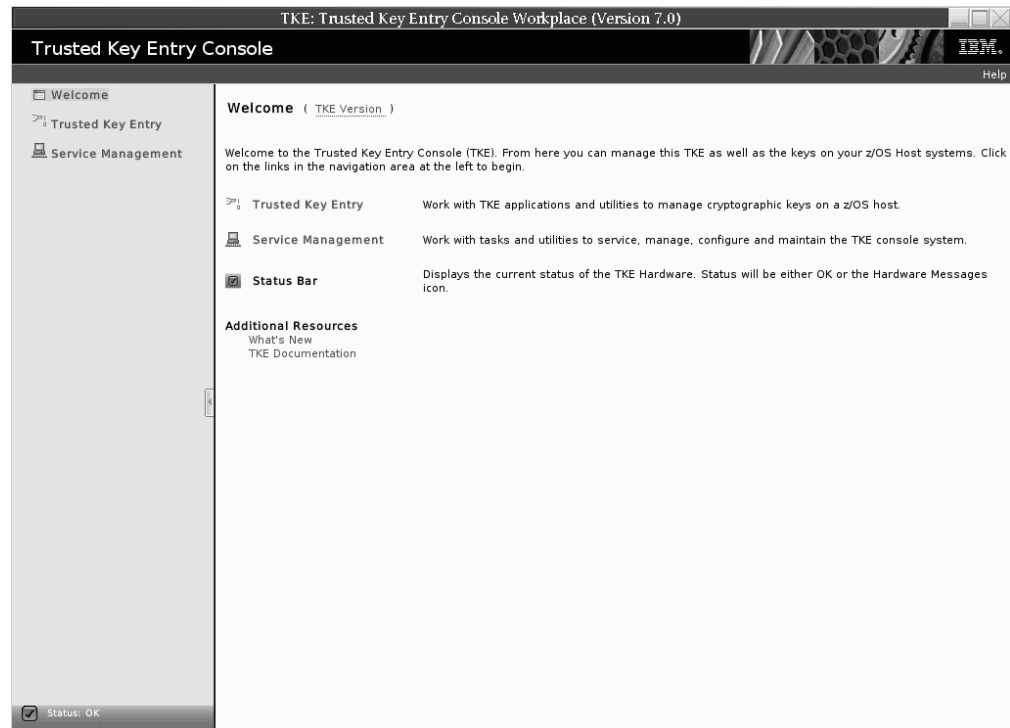 TKE: Trusted Key Entry Console Workplace (Version 7.0)
Trusted Key Entry Console
IBM.
Help
Welcome
Trusted Key Entry
Service Management
Welcome ( TKE Version )
Welcome to the Trusted Key Entry Console (TKE). From here you can manage this TKE as well as the keys on your z/OS Host systems. Click
on the links in the navigation area at the left to begin.
Trusted Key Entry Work with TKE applications and utilities to manage cryptographic keys on a z/OS host.
Service Management Work with tasks and utilities to service, manage, configure and maintain the TKE console system.
Status Bar Displays the current status of the TKE Hardware. Status will be either OK or the Hardware Messages
icon.
Additional Resources
What's New
TKE Documentation
Status: OK